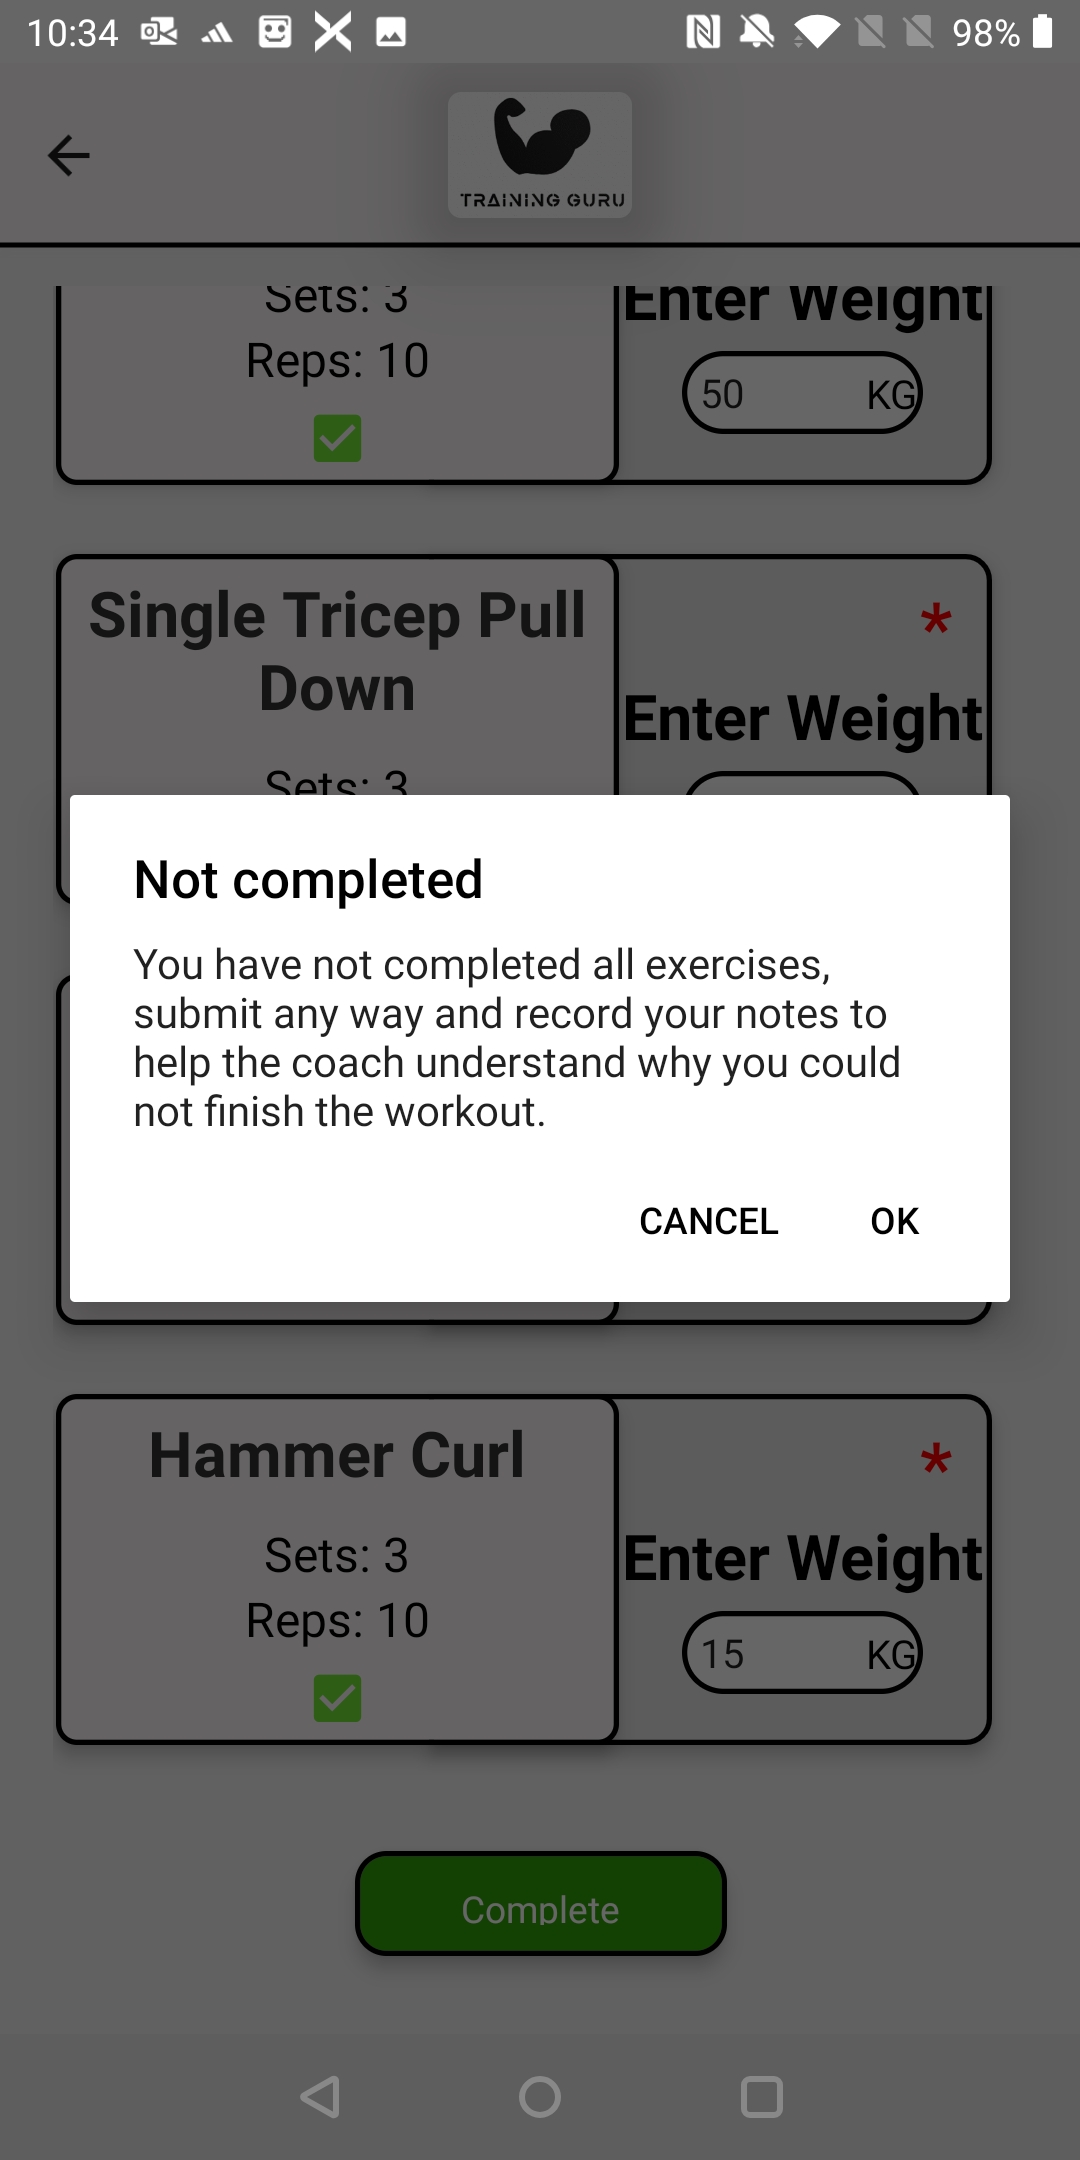 10:34
98%
TRAINING GURU
Sets: 3
Enter Weight
Reps: 10
50 KG
Single Tricep Pull
Down
*
Enter Weight
Sets: 3
Not completed
You have not completed all exercises,
submit any way and record your notes to
help the coach understand why you could
not finish the workout.
CANCEL OK
Hammer Curl
*
Sets: 3
Enter Weight
Reps: 10
15 KG
Complete